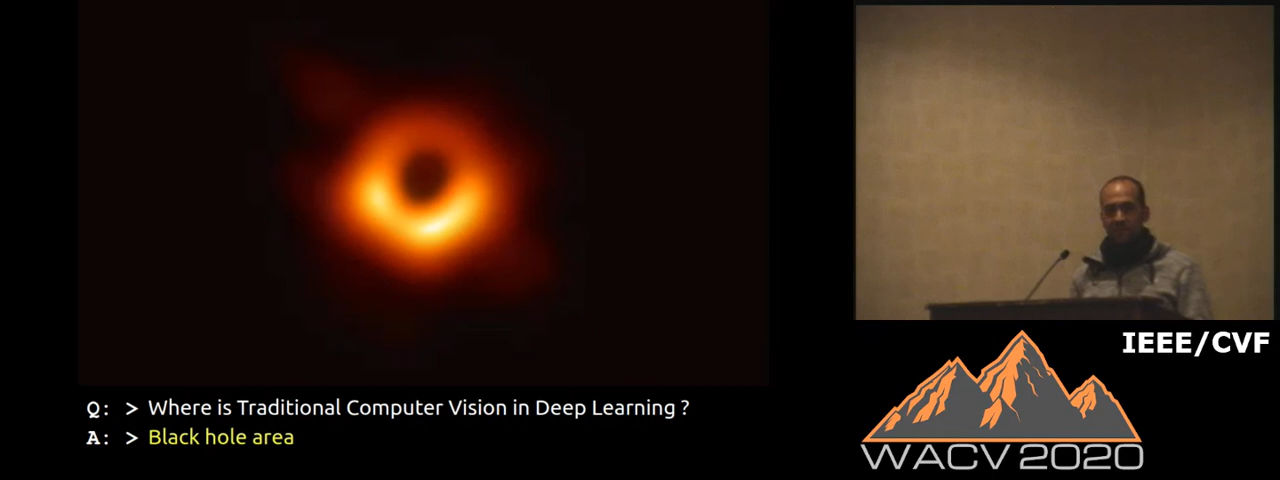 Q: > Where is Traditional Computer Vision in Deep Learning ?
A: > Black hole area
IEEE/CVF
WACV 2020